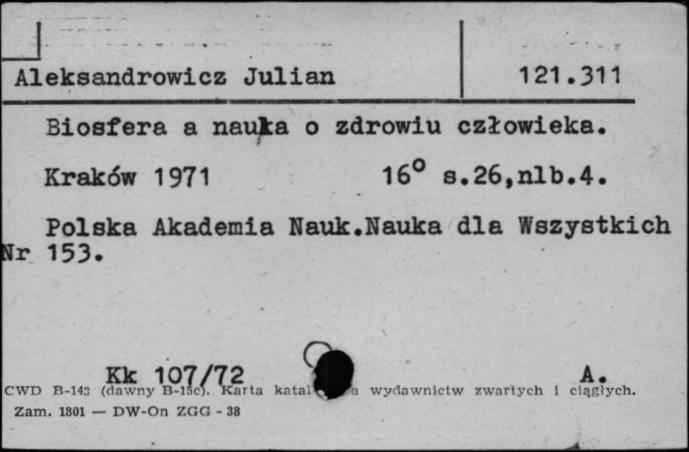 Aleksandrowicz Julian 121.311
Biosfera a nauka o zdrowiu człowieka.
Kraków 1971 16° s.26,nlb.4.
Polska Akademia Nauk.Nauka dla Wszystkich
Nr 153.
Kk 107/72 A.
CWD B-143 (dawny B-15c). Karta katal a wydawnictw zwartych i ciągłych.
Zam. 1801 — DW-On ZGG - 38